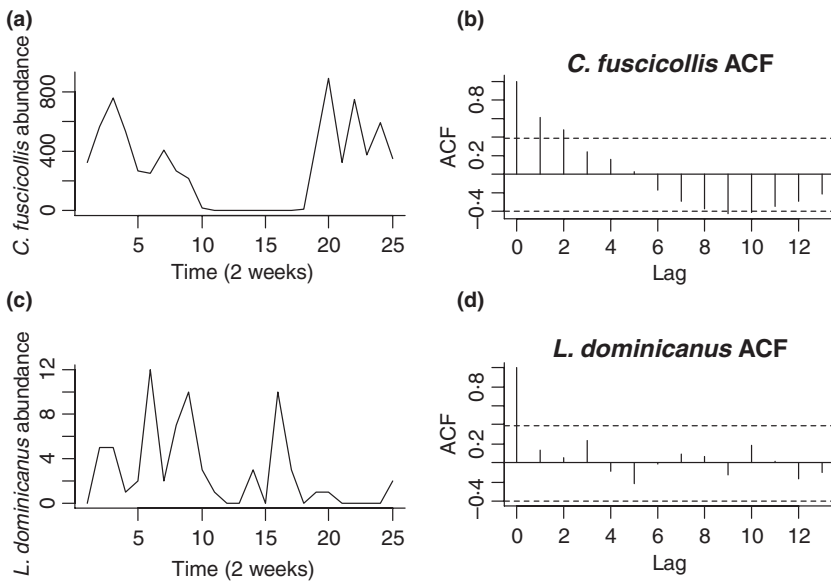 (a)
C. fuscicollis abundance
800
400
0
5 10 15 20 25
Time (2 weeks)
(b)
C. fuscicollis ACF
ACF
0·8
0·2
−0·4
0 2 4 6 8 10 12
Lag
(c)
L. dominicanus abundance
12
8
4
0
5 10 15 20 25
Time (2 weeks)
(d)
L. dominicanus ACF
ACF
0·8
0·2
−0·4
0 2 4 6 8 10 12
Lag